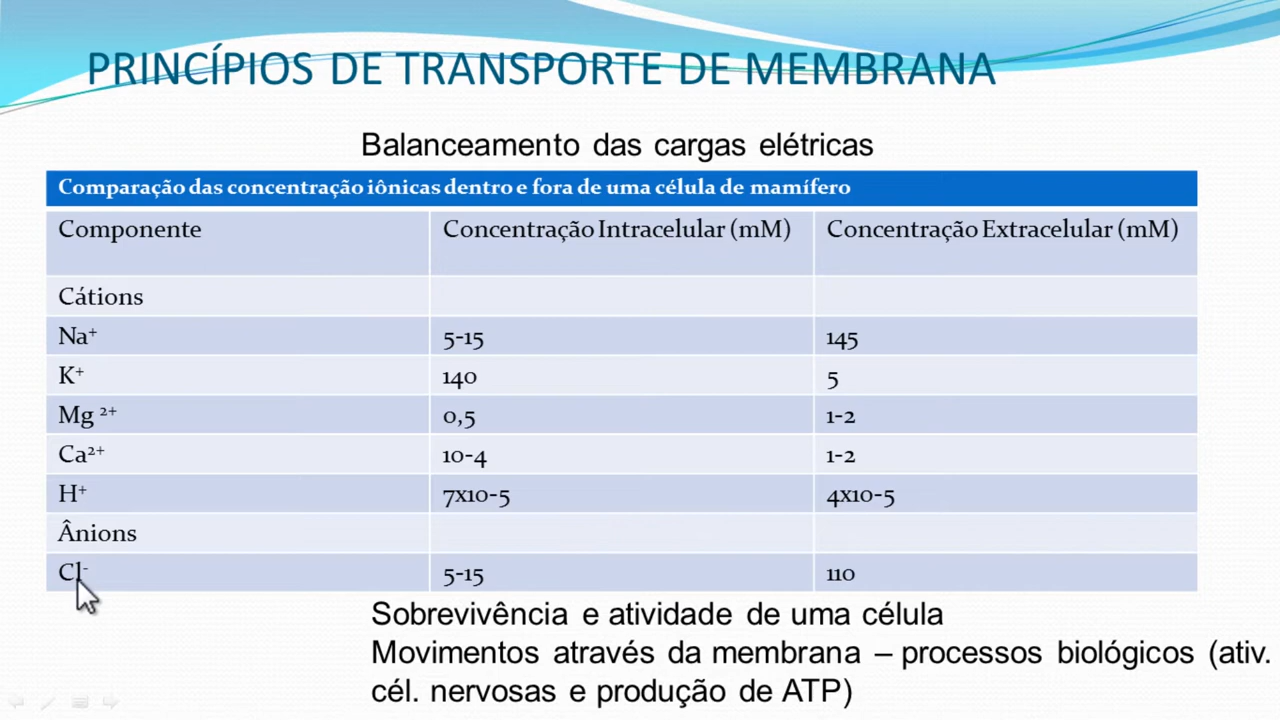 PRINCÍPIOS DE TRANSPORTE DE MEMBRANA
Balanceamento das cargas elétricas
Comparação das concentração iônicas dentro e fora de uma célula de mamífero
Componente Concentração Intracelular (mM) Concentração Extracelular (mM)
Cátions
Na⁺ 5-15 145
K⁺ 140 5
Mg ²⁺ 0,5 1-2
Ca²⁺ 10-4 1-2
H⁺ 7x10-5 4x10-5
Ânions
Cl⁻ 5-15 110
Sobrevivência e atividade de uma célula
Movimentos através da membrana – processos biológicos (ativ.
cél. nervosas e produção de ATP)